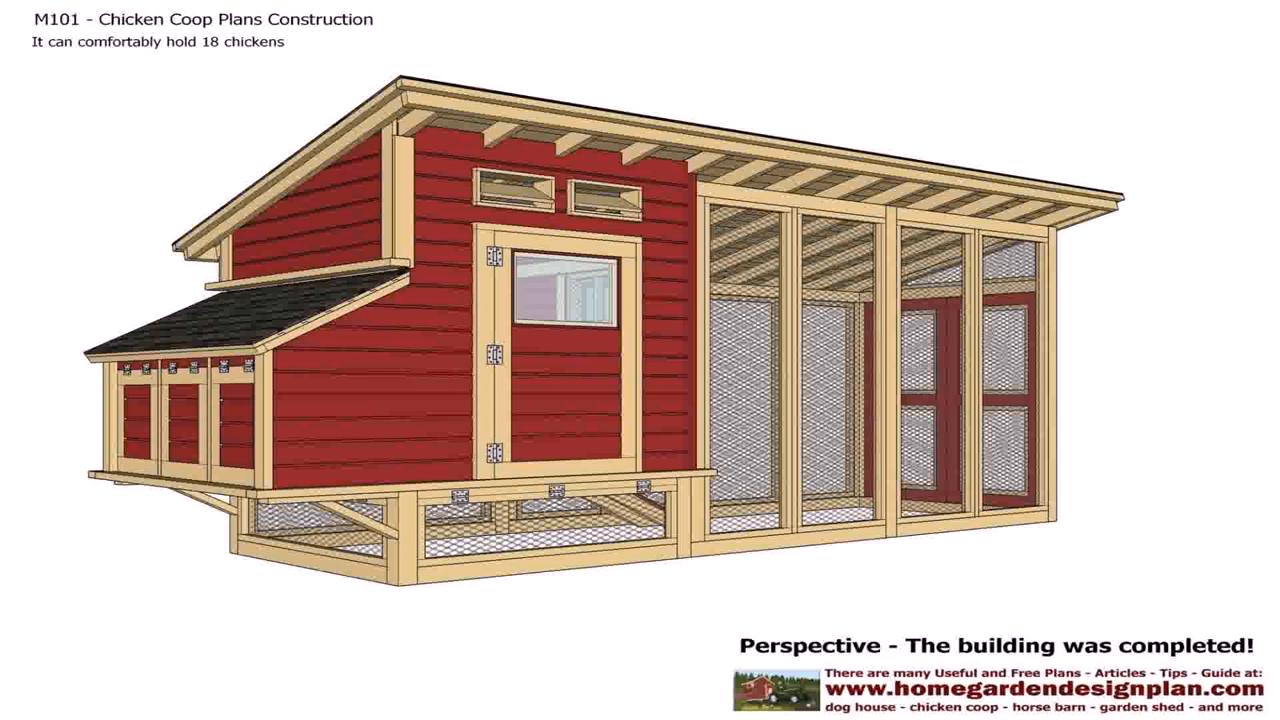 M101 - Chicken Coop Plans Construction
It can comfortably hold 18 chickens
Perspective - The building was completed!
There are many Useful and Free Plans - Articles - Tips - Guide at:
www.homegardendesignplan.com
dog house - chicken coop - horse barn - garden shed - and more